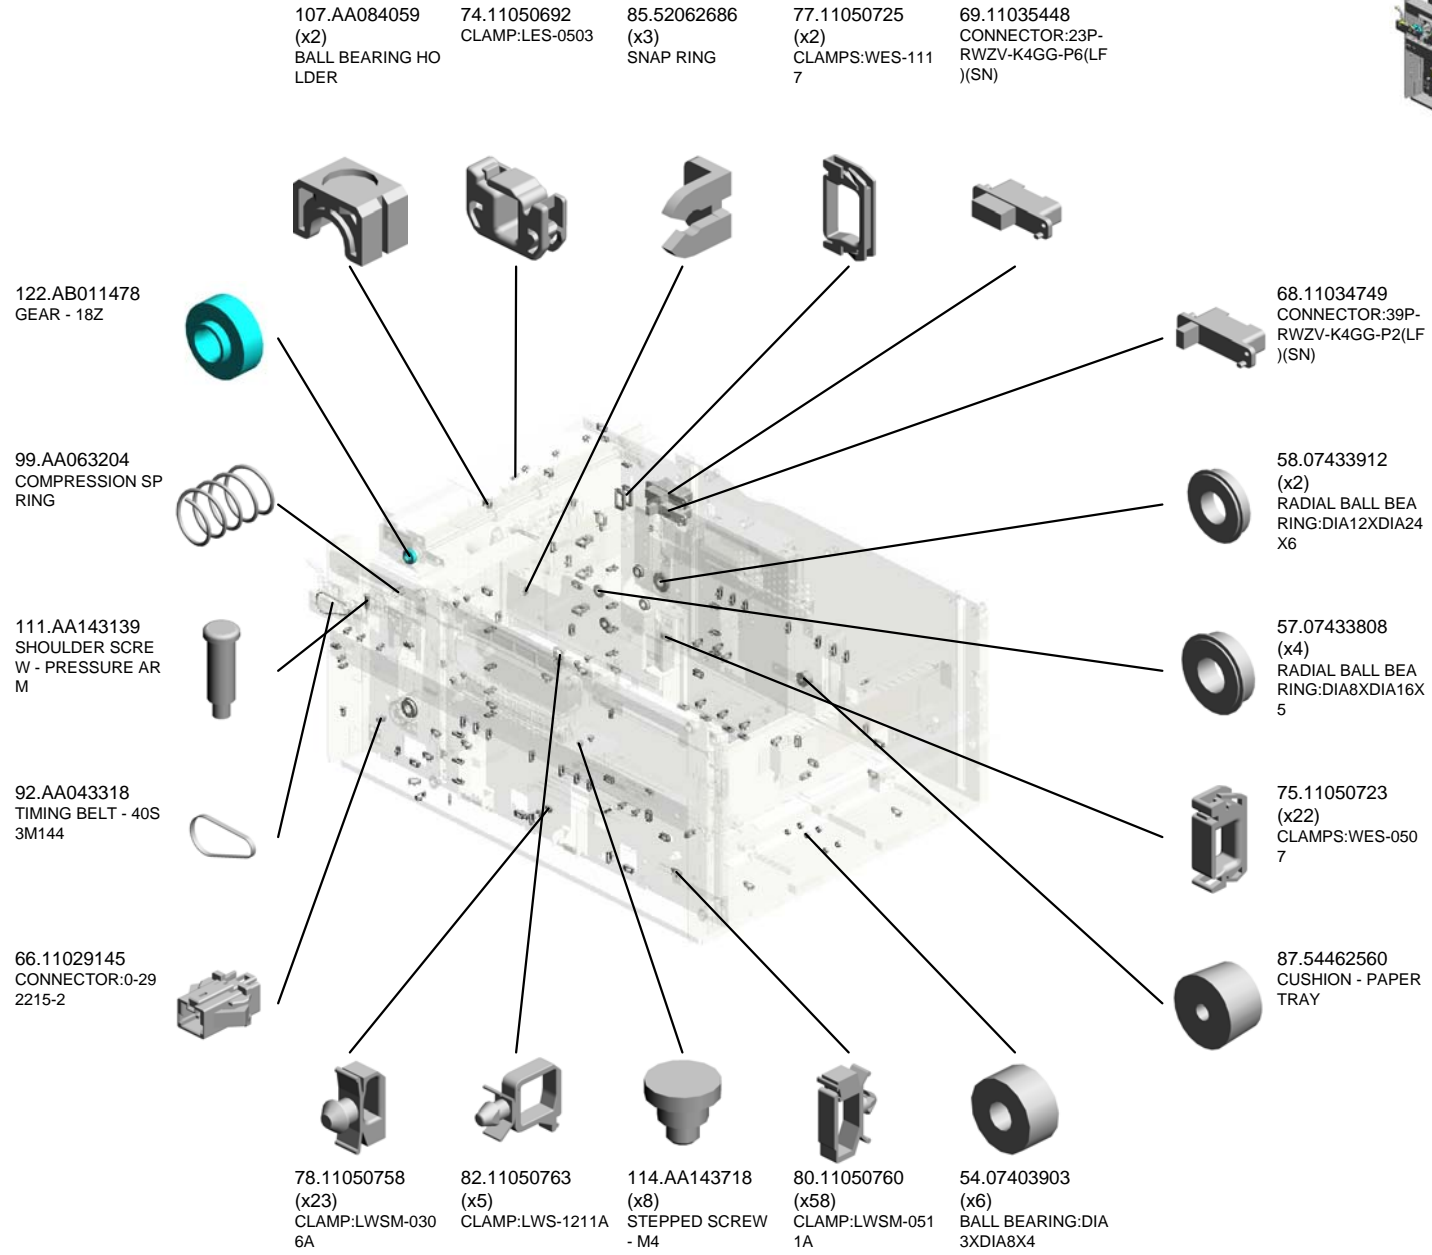 107.AA084059
(x2)
BALL BEARING HO
LDER
74.11050692
CLAMP:LES-0503
85.52062686
(x3)
SNAP RING
77.11050725
(x2)
CLAMPS:WES-111
7
69.11035448
CONNECTOR:23P-
RWZV-K4GG-P6(LF
)(SN)
122.AB011478
GEAR - 18Z
68.11034749
CONNECTOR:39P-
RWZV-K4GG-P2(LF
)(SN)
99.AA063204
COMPRESSION SP
RING
58.07433912
(x2)
RADIAL BALL BEA
RING:DIA12XDIA24
X6
111.AA143139
SHOULDER SCRE
W - PRESSURE AR
M
57.07433808
(x4)
RADIAL BALL BEA
RING:DIA8XDIA16X
5
92.AA043318
TIMING BELT - 40S
3M144
75.11050723
(x22)
CLAMPS:WES-050
7
66.11029145
CONNECTOR:0-29
2215-2
87.54462560
CUSHION - PAPER
TRAY
78.11050758
(x23)
CLAMP:LWSM-030
6A
82.11050763
(x5)
CLAMP:LWS-1211A
114.AA143718
(x8)
STEPPED SCREW
- M4
80.11050760
(x58)
CLAMP:LWSM-051
1A
54.07403903
(x6)
BALL BEARING:DIA
3XDIA8X4